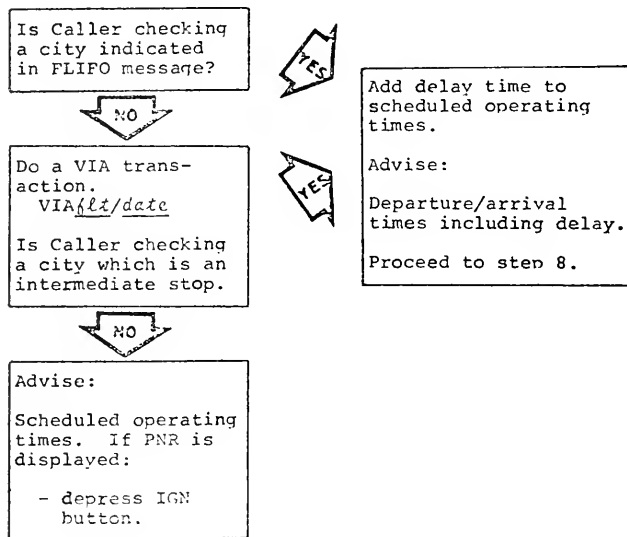 Is Caller checking
a city indicated
in FLIFO message?
YES
NO
Add delay time to
scheduled operating
times.
Advise:
Departure/arrival
times including delay.
Proceed to step 8.
Do a VIA trans-
action.
VIAflt/date
Is Caller checking
a city which is an
intermediate stop.
YES
NO
Advise:
Scheduled operating
times. If PNR is
displayed:
- depress IGN
button.